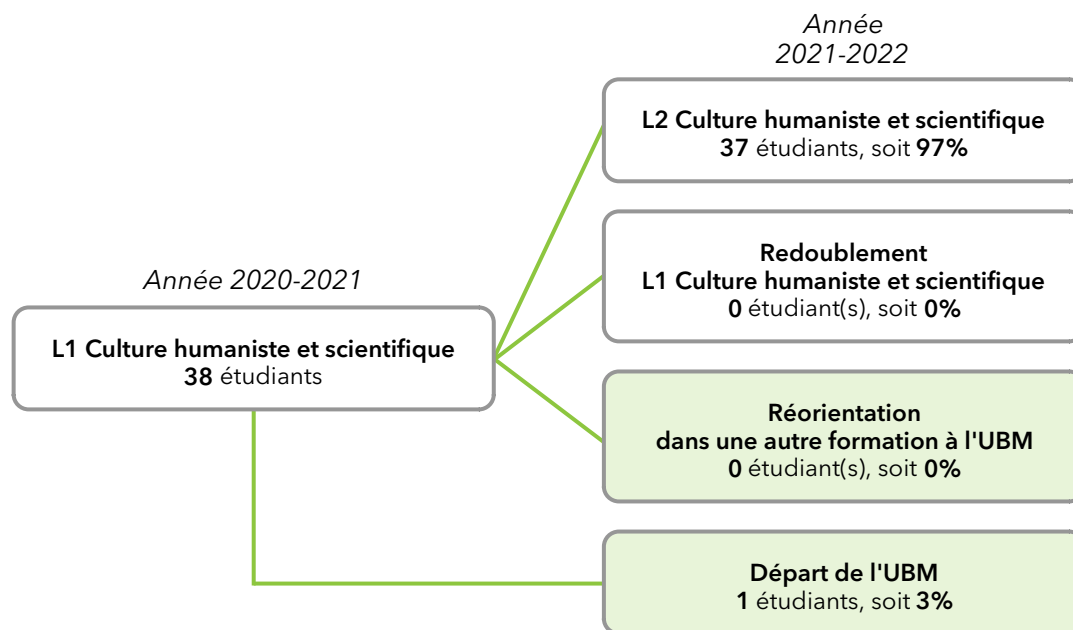 Année
2021-2022
L2 Culture humaniste et scientifique
37 étudiants, soit 97%
Redoublement
L1 Culture humaniste et scientifique
0 étudiant(s), soit 0%
Année 2020-2021
L1 Culture humaniste et scientifique
38 étudiants
Réorientation
dans une autre formation à l'UBM
0 étudiant(s), soit 0%
Départ de l'UBM
1 étudiants, soit 3%